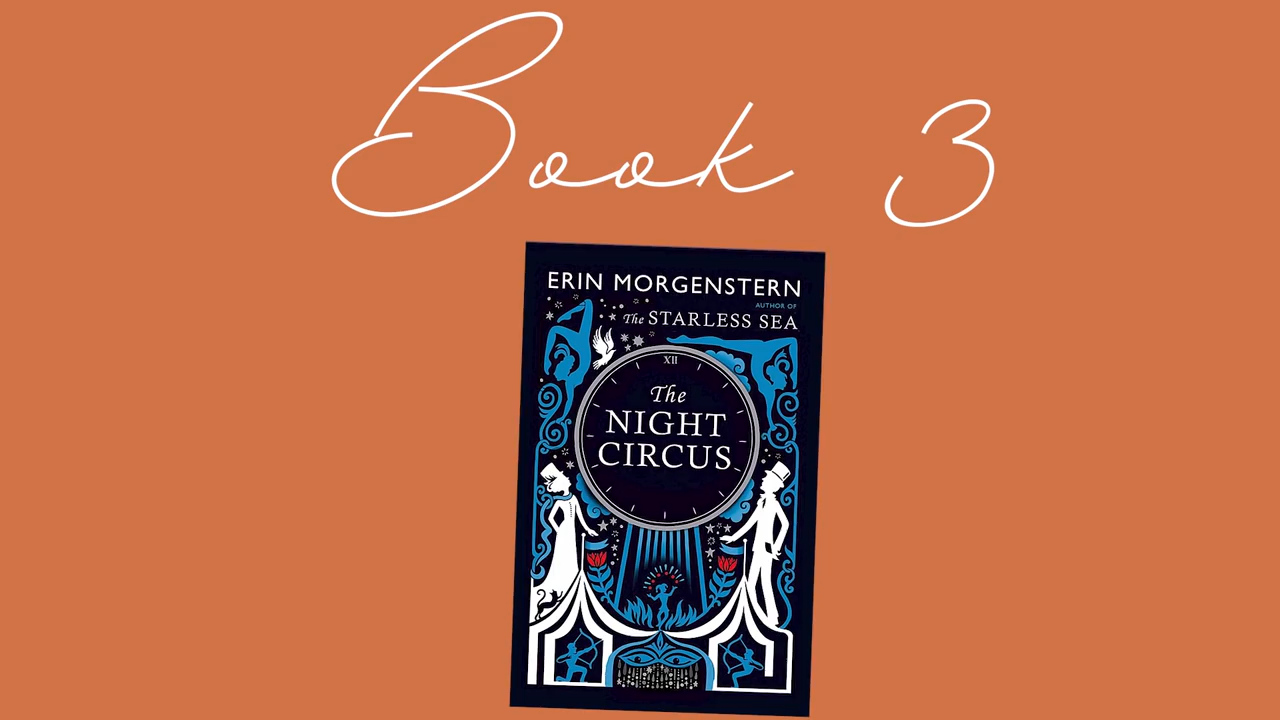 Book 3
ERIN MORGENSTERN
AUTHOR OF
The STARLESS SEA
XII
The
NIGHT
CIRCUS